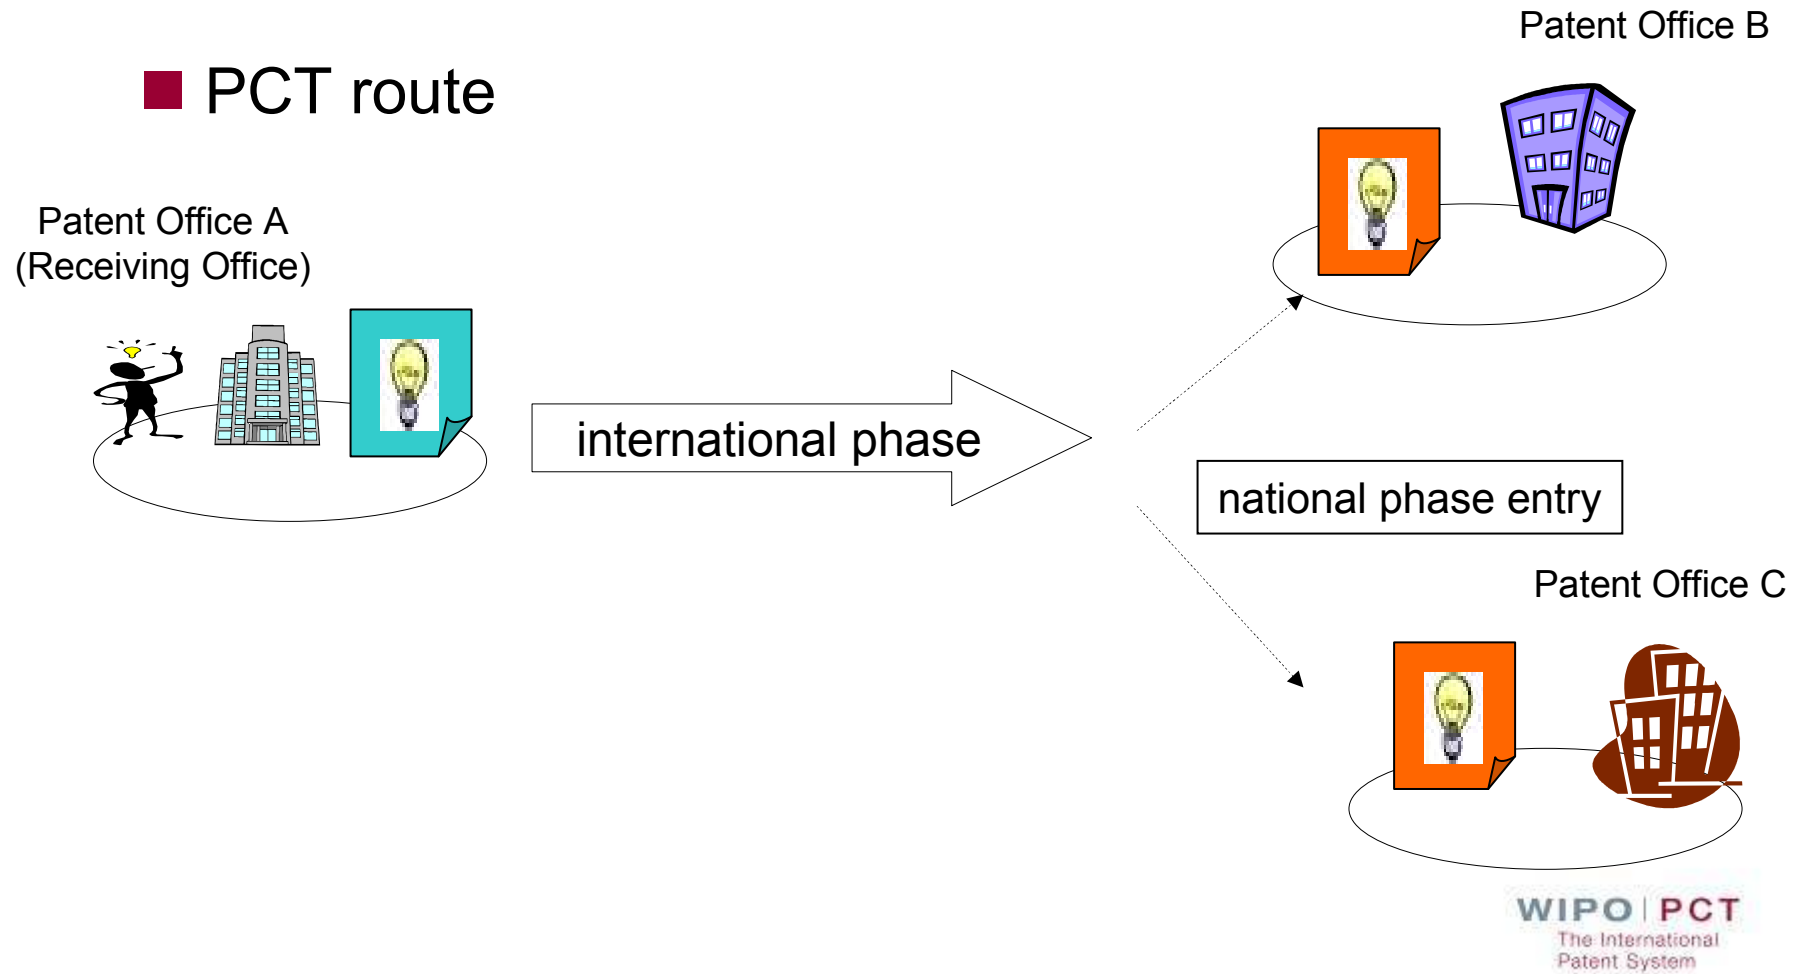 PCT route
Patent Office A
(Receiving Office)
international phase
Patent Office B
national phase entry
Patent Office C
WIPO | PCT
The International
Patent System